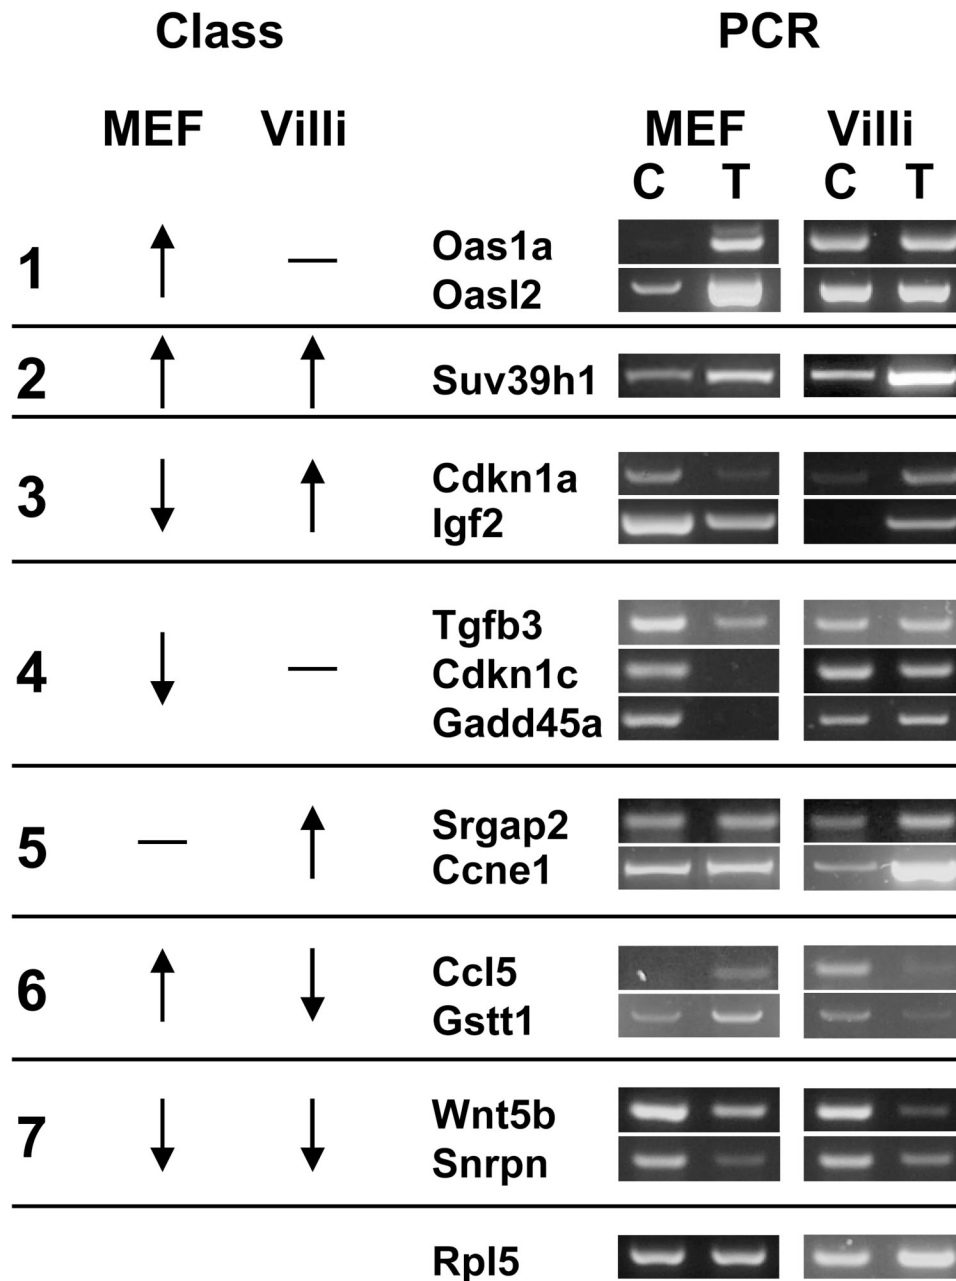 Class PCR
MEF Villi MEF Villi
C T C T
1 Oas1a
Oasl2
2 Suv39h1
3 Cdkn1a
Igf2
4 Tgfb3
Cdkn1c
Gadd45a
5 Srgap2
Ccne1
6 Ccl5
Gstt1
7 Wnt5b
Snrpn
Rpl5